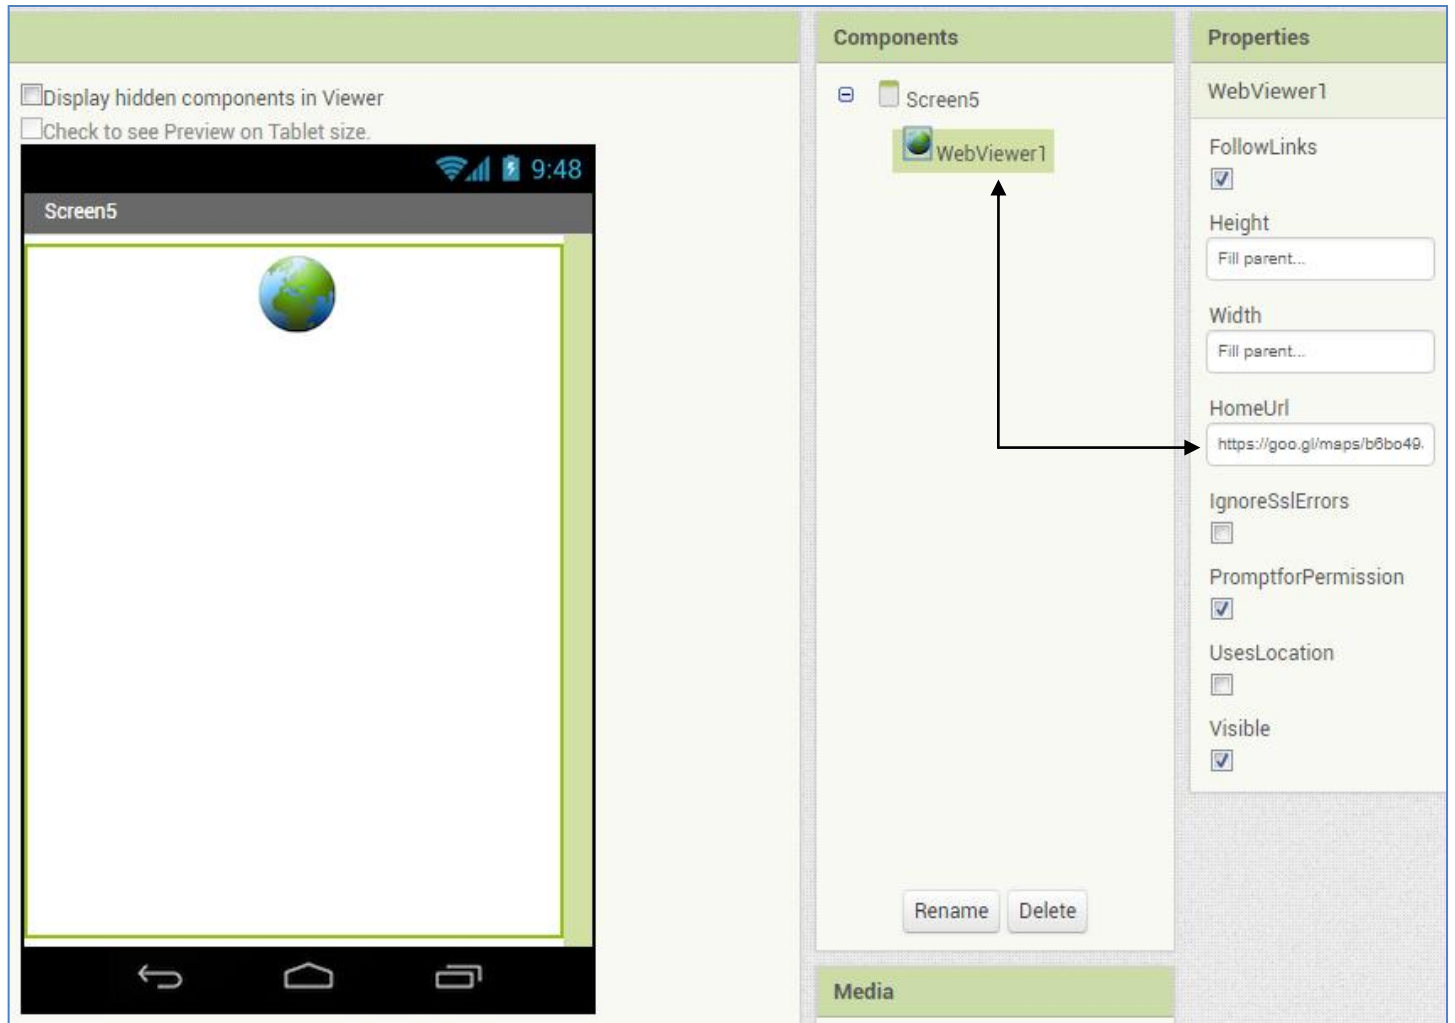 Display hidden components in Viewer
Check to see Preview on Tablet size.
9:48
Screen5
Components
Screen5
WebViewer1
Rename
Delete
Media
Properties
WebViewer1
FollowLinks
Height
Fill parent...
Width
Fill parent...
HomeUrl
https://goo.gl/maps/b6bo49.
IgnoreSslErrors
PromptforPermission
UsesLocation
Visible